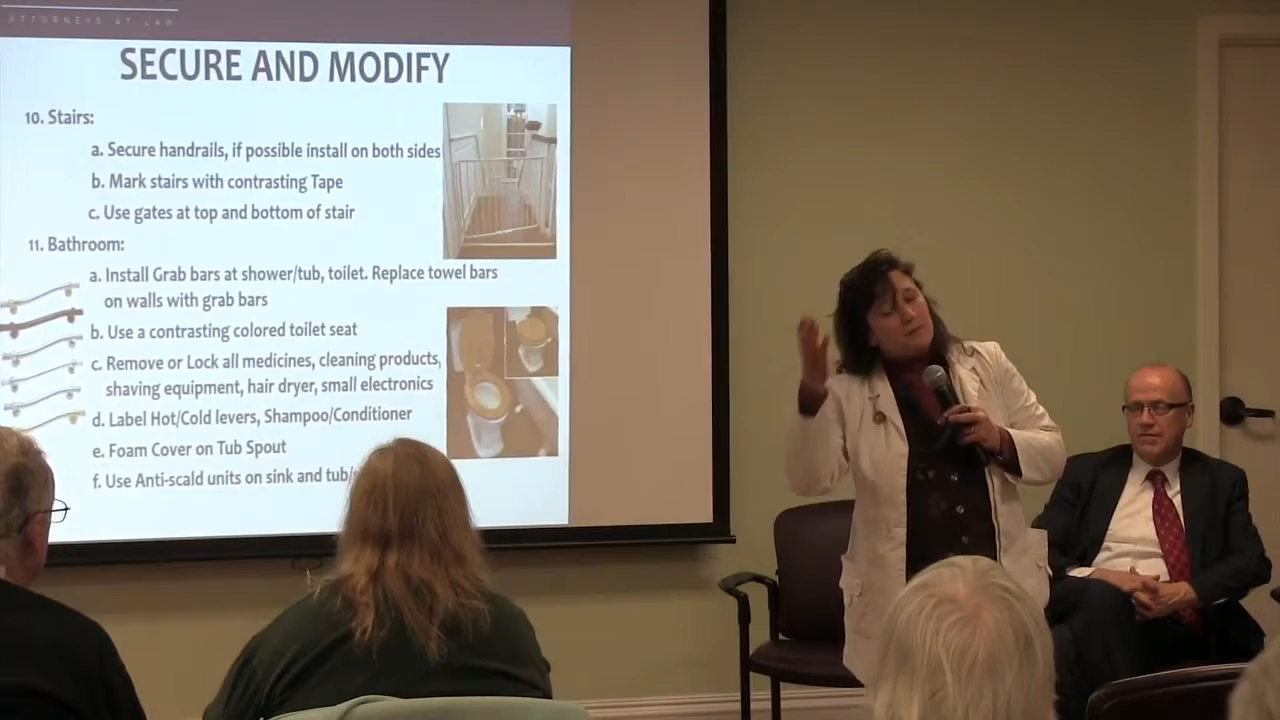 ATTORNEYS AT LAW
SECURE AND MODIFY
10. Stairs:
a. Secure handrails, if possible install on both sides
b. Mark stairs with contrasting Tape
c. Use gates at top and bottom of stair
11. Bathroom:
a. Install Grab bars at shower/tub, toilet. Replace towel bars
on walls with grab bars
b. Use a contrasting colored toilet seat
c. Remove or Lock all medicines, cleaning products,
shaving equipment, hair dryer, small electronics
d. Label Hot/Cold levers, Shampoo/Conditioner
e. Foam Cover on Tub Spout
f. Use Anti-scald units on sink and tub/